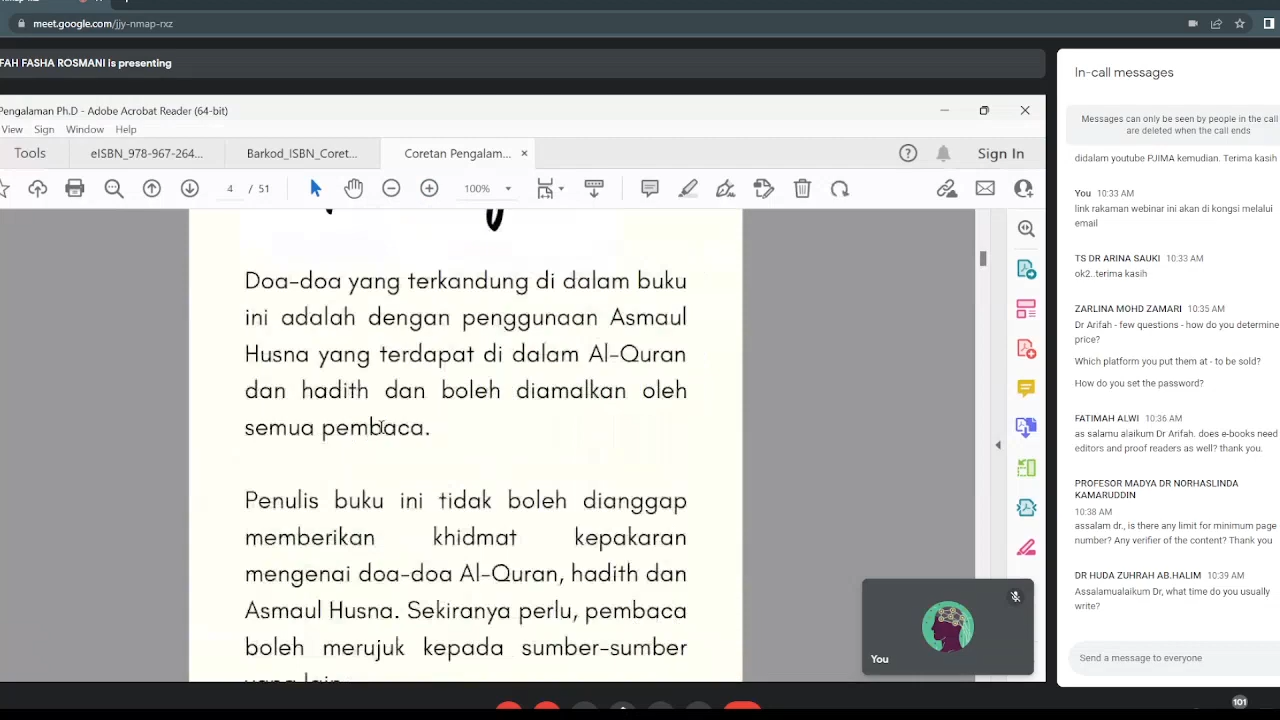 meet.google.com/jjy-nmap-rxz
FAH FASHA ROSMANI is presenting
Pengalaman Ph.D - Adobe Acrobat Reader (64-bit)
View Sign Window Help
Tools
eISBN_978-967-264...
Barkod_ISBN_Coret...
Coretan Pengalam...
Sign In
4 / 51
100%
Doa-doa yang terkandung di dalam buku
ini adalah dengan penggunaan Asmaul
Husna yang terdapat di dalam Al-Quran
dan hadith dan boleh diamalkan oleh
semua pembaca.
Penulis buku ini tidak boleh dianggap
memberikan khidmat kepakaran
mengenai doa-doa Al-Quran, hadith dan
Asmaul Husna. Sekiranya perlu, pembaca
boleh merujuk kepada sumber-sumber
yang lain
You
In-call messages
Messages can only be seen by people in the call
are deleted when the call ends
didalam youtube PJIMA kemudian. Terima kasih
You 10:33 AM
link rakaman webinar ini akan di kongsi melalui
email
TS DR ARINA SAUKI 10:33 AM
ok2..terima kasih
ZARLINA MOHD ZAMARI 10:35 AM
Dr Arifah - few questions - how do you determine
price?
Which platform you put them at - to be sold?
How do you set the password?
FATIMAH ALWI 10:36 AM
as salamu alaikum Dr Arifah. does e-books need
editors and proof readers as well? thank you.
PROFESOR MADYA DR NORHASLINDA
KAMARUDDIN
10:38 AM
assalam dr., is there any limit for minimum page
number? Any verifier of the content? Thank you
DR HUDA ZUHRAH AB.HALIM 10:39 AM
Assalamualaikum Dr, what time do you usually
write?
Send a message to everyone
101